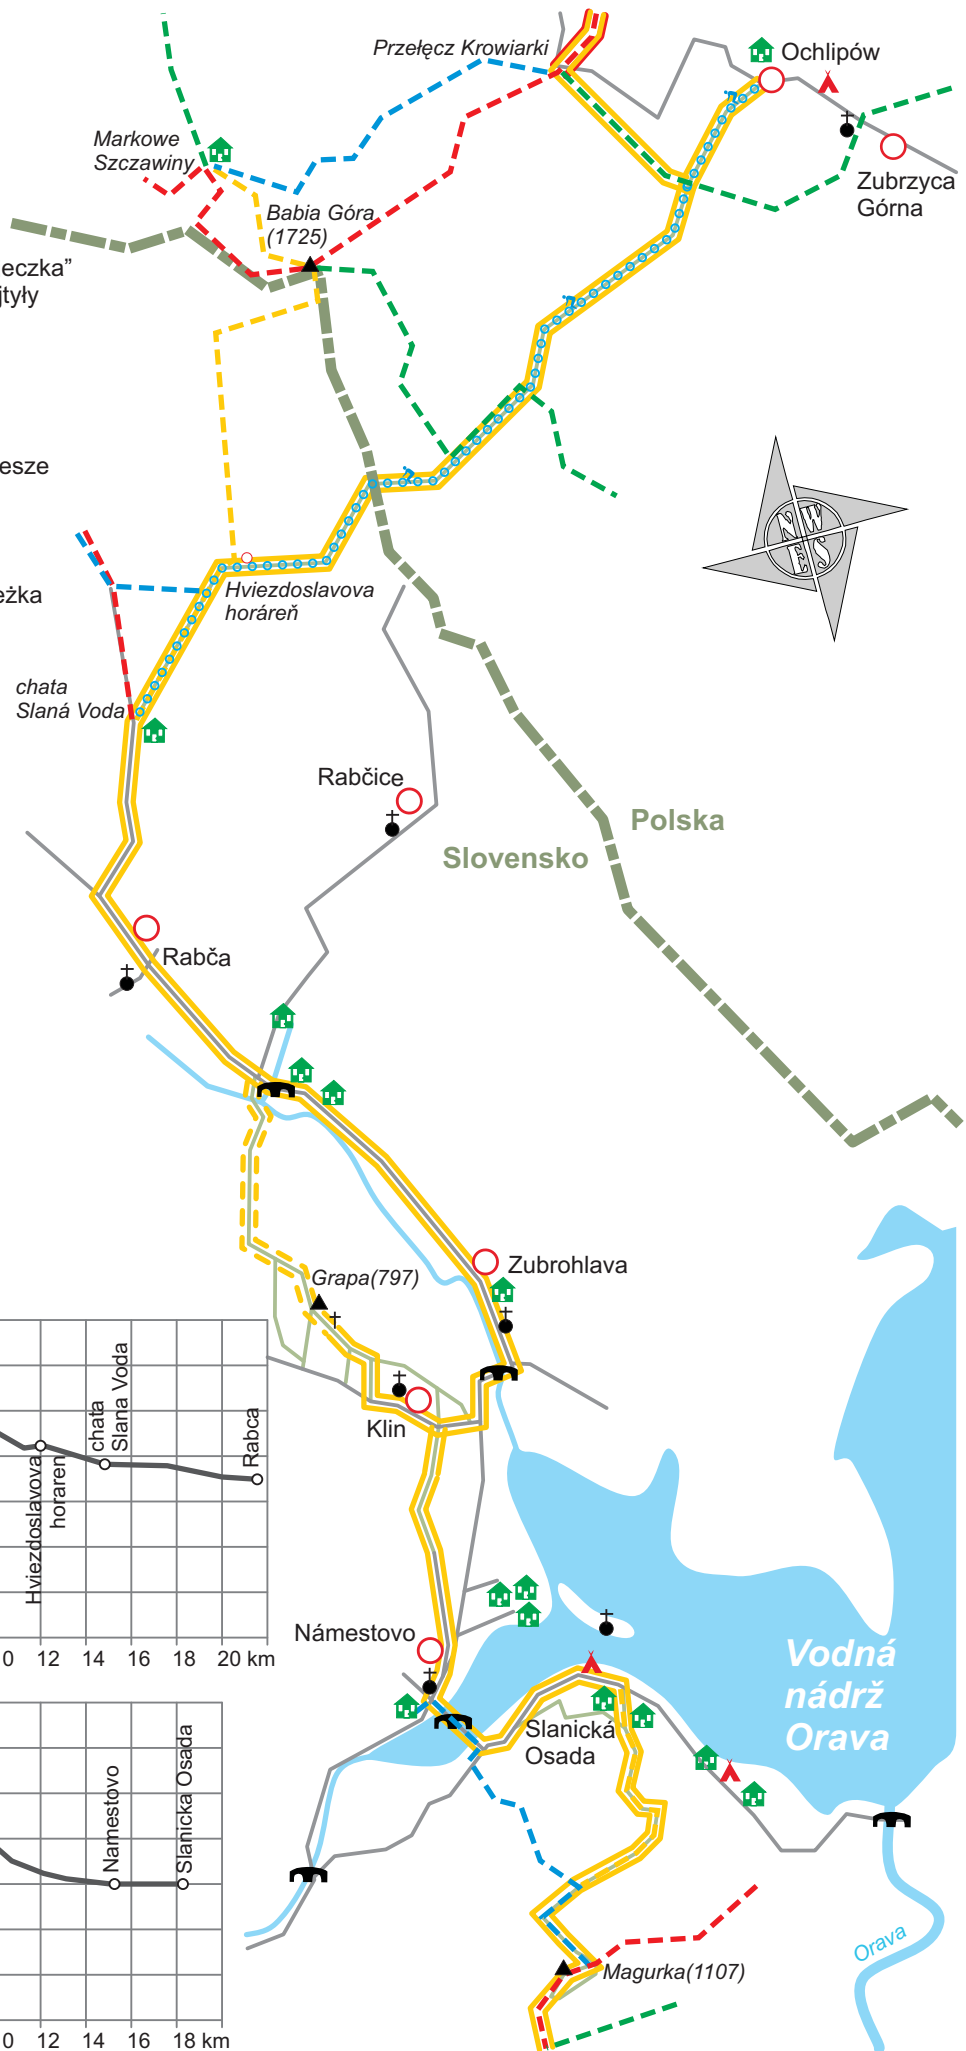 Przełęcz Krowiarki
Ochlipów
Markowe
Szczawiny
Zubrzyca
Górna
Babia Góra
(1725)
eczka”
jtyły
esze
N W
E S
eżka
Hviezdoslavova
horáreň
chata
Slaná Voda
Rabčice
Polska
Slovensko
Rabča
Zubrohlava
Grapa(797)
Klin
Hviezdoslavova
horaren
chata
Slana Voda
Rabca
0 12 14 16 18 20 km
Námestovo
Vodná
nádrž
Orava
Slanická
Osada
Namestovo
Slanicka Osada
0 12 14 16 18 km
Orava
Magurka(1107)